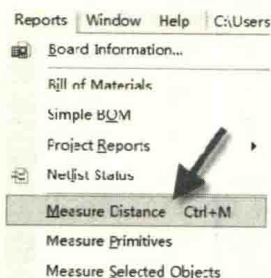 Reports Window Help C:\Users
Board Information...
Bill of Materials
Simple BOM
Project Reports
Netlist Status
Measure Distance Ctrl+M
Measure Primitives
Measure Selected Objects